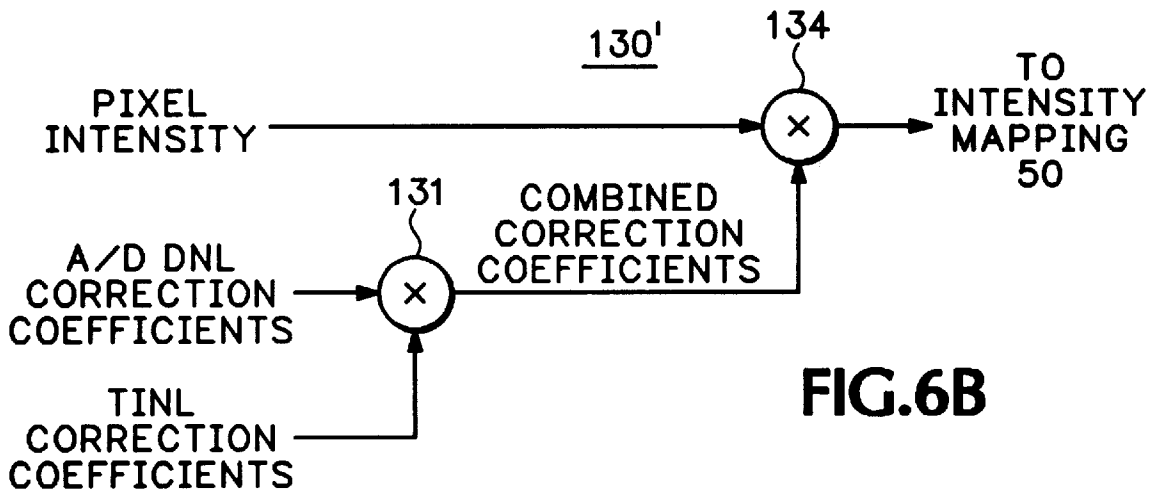 130'
134
PIXEL
INTENSITY
×
TO
INTENSITY
MAPPING
50
131
COMBINED
CORRECTION
COEFFICIENTS
A/D DNL
CORRECTION
COEFFICIENTS
×
TINL
CORRECTION
COEFFICIENTS
FIG.6B